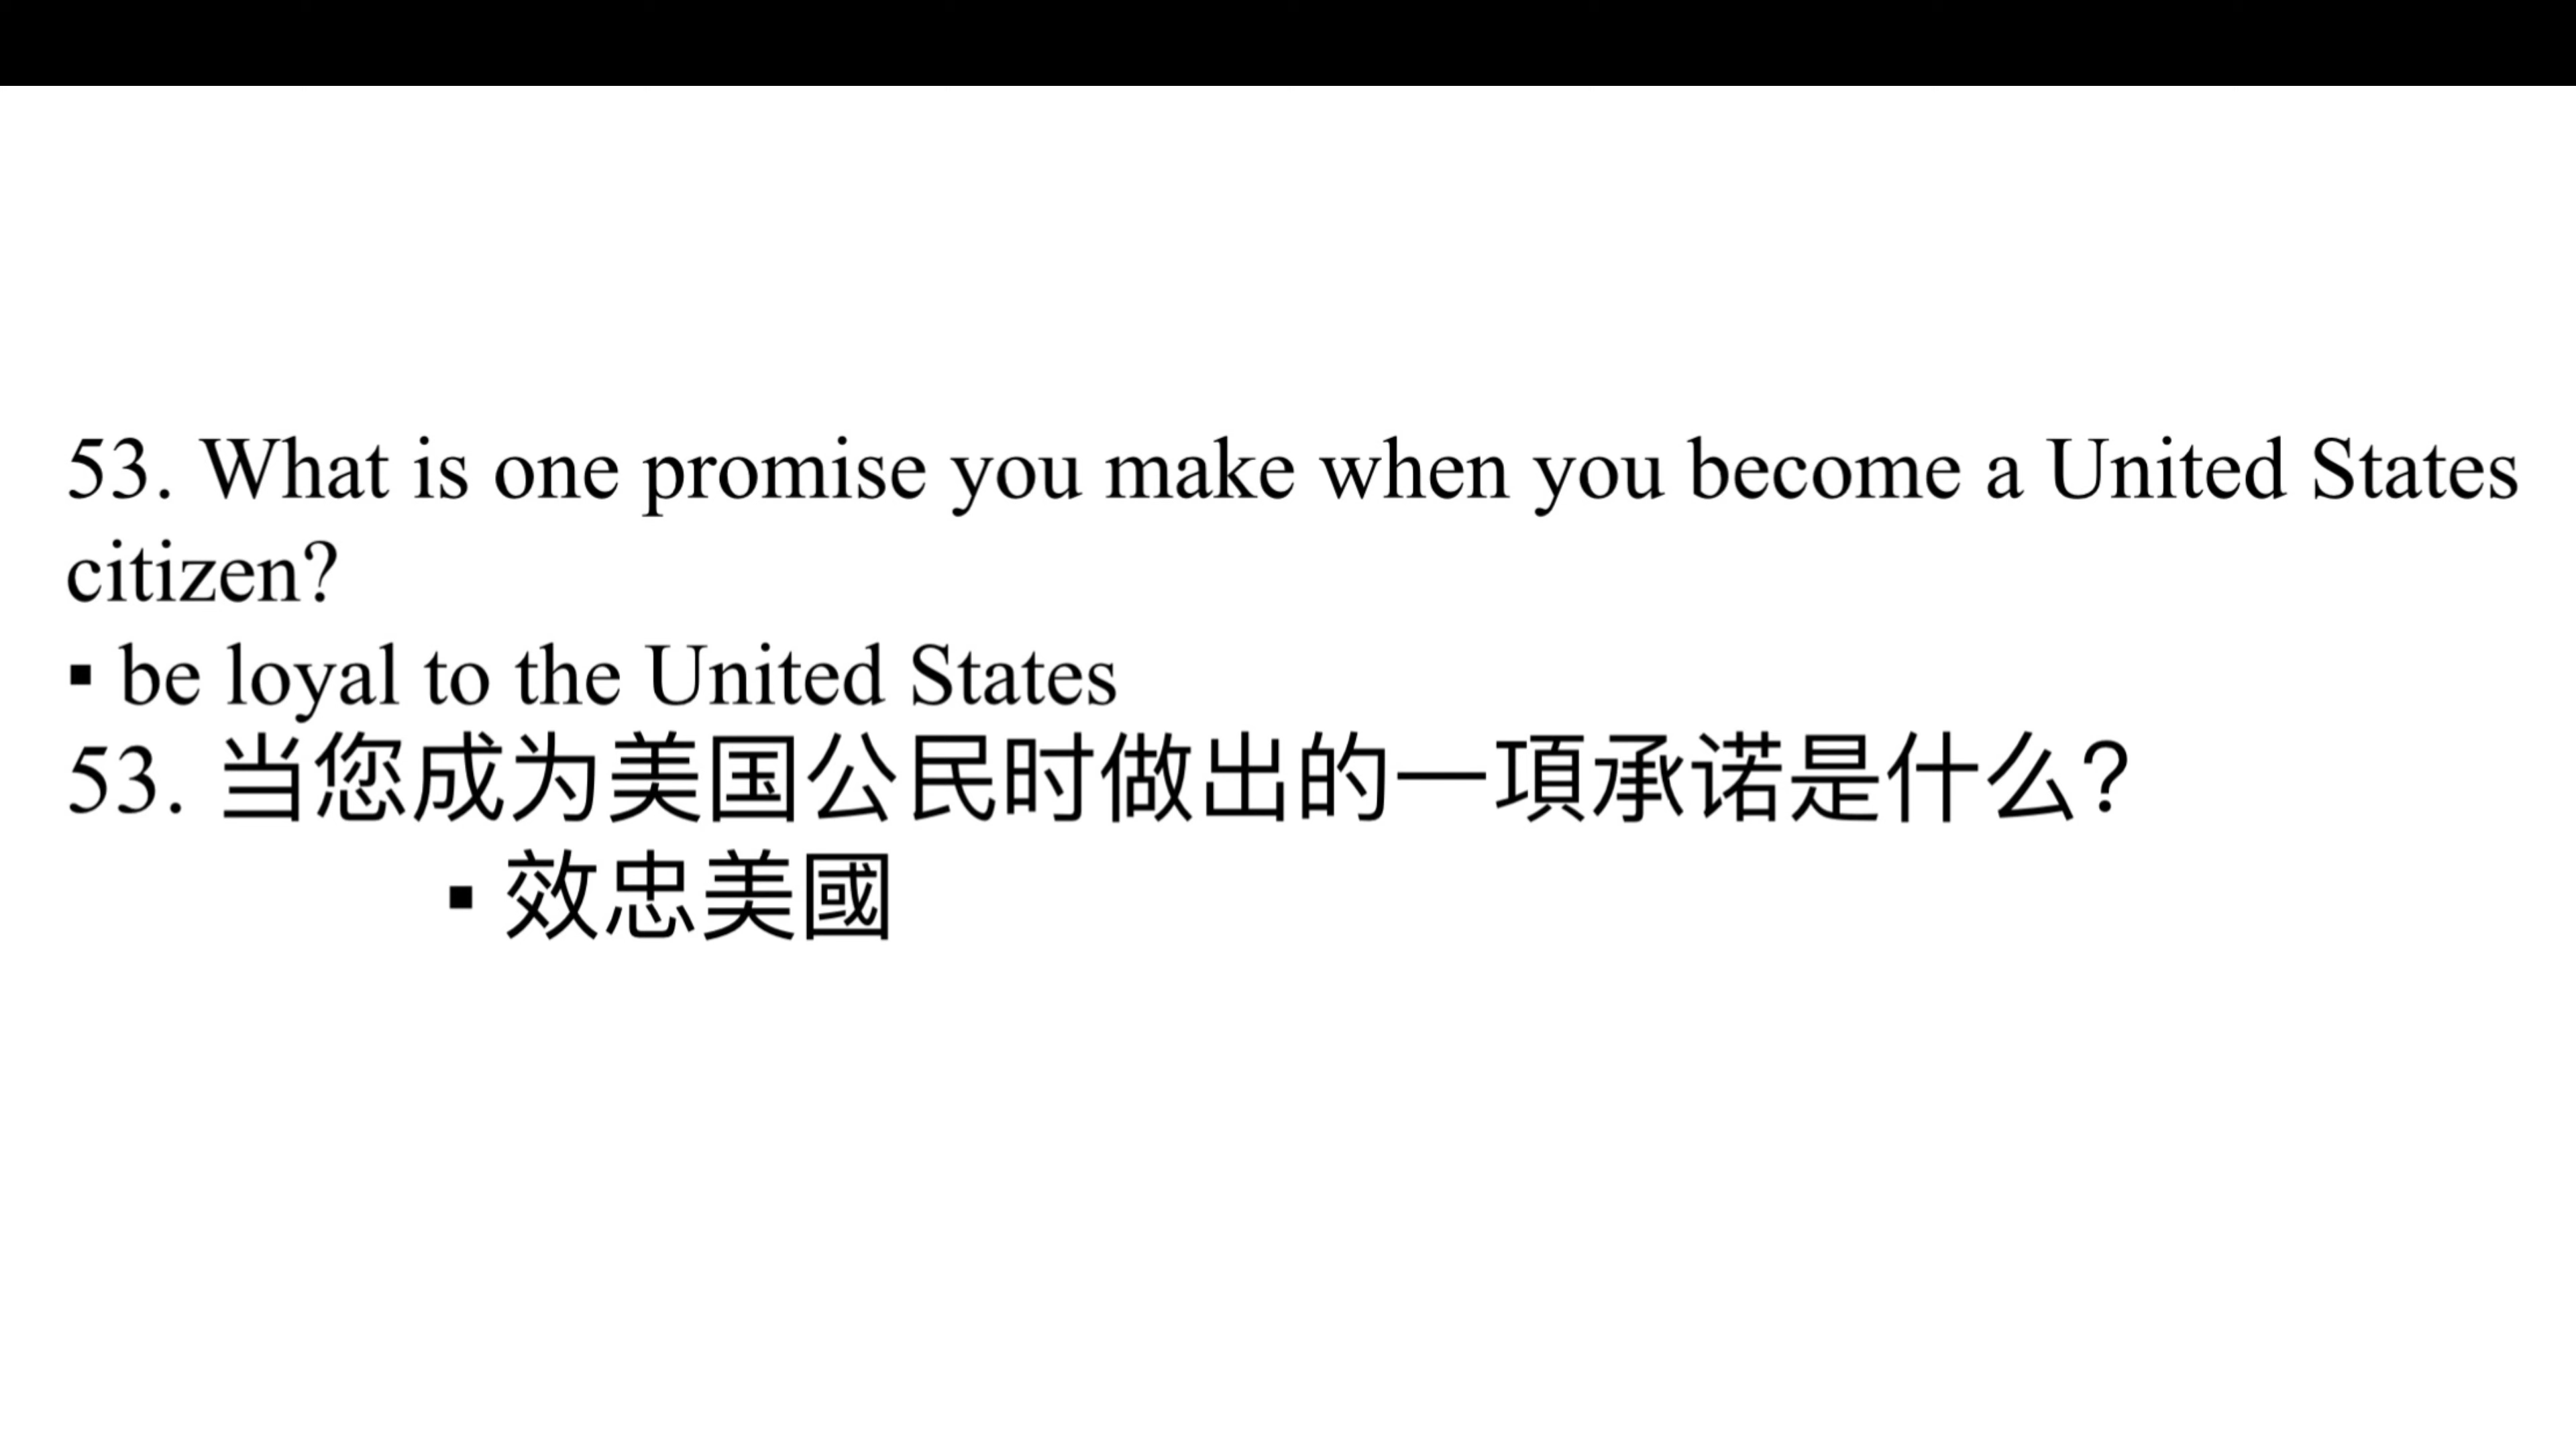 53. What is one promise you make when you become a United States
citizen?
▪ be loyal to the United States
53. 当您成为美国公民时做出的一項承诺是什么?
▪ 效忠美國